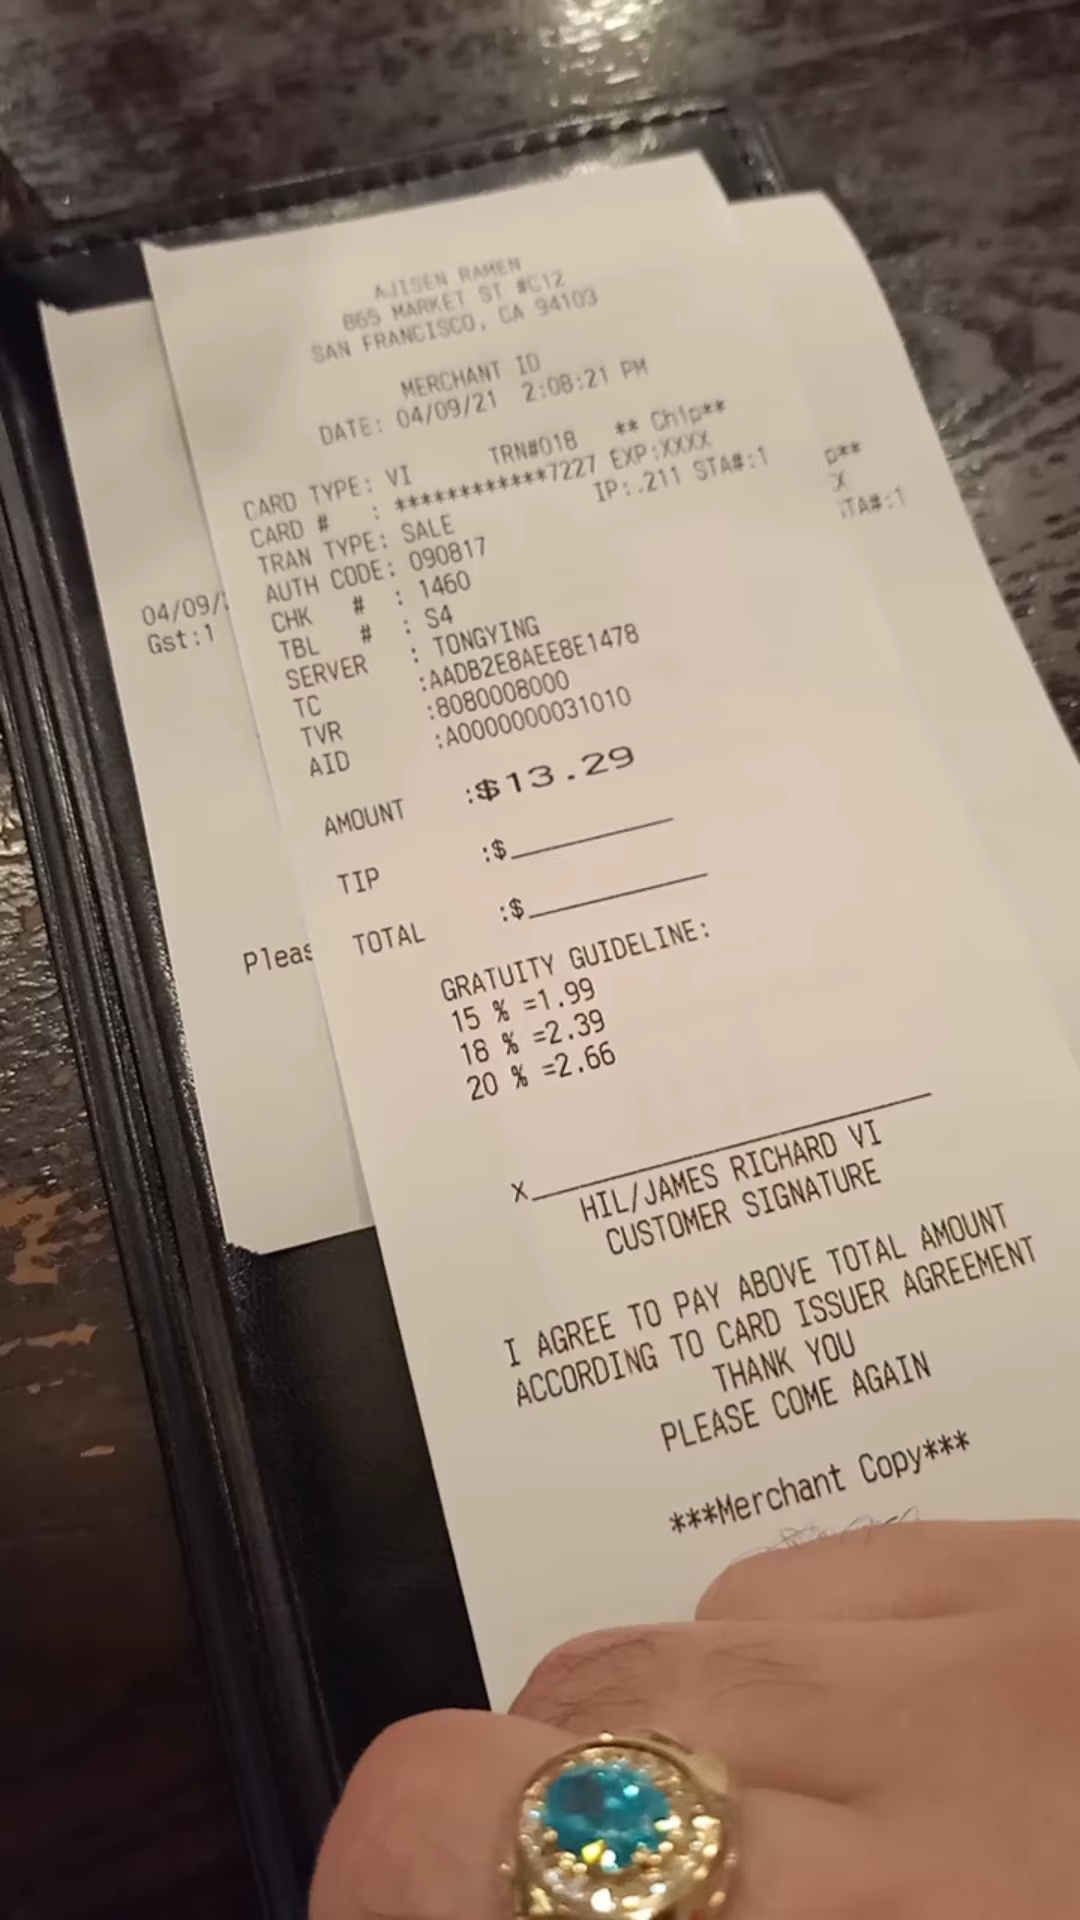 AJISEN RAMEN
865 MARKET ST #C12
SAN FRANCISCO, CA 94103
MERCHANT ID
DATE: 04/09/21 2:08:21 PM
TRN#018 ** Chip**
CARD TYPE: VI
CARD # : ************7227 EXP:XXXX
TRAN TYPE: SALE IP:.211 STA#:1
AUTH CODE: 090817
CHK # : 1460
TBL # : S4
SERVER : TONGYING
TC :AADB2E8AEE8E1478
TVR :8080008000
AID :A0000000031010
AMOUNT :$13.29
TIP :$
TOTAL :$
GRATUITY GUIDELINE:
15 % =1.99
18 % =2.39
20 % =2.66
X
HIL/JAMES RICHARD VI
CUSTOMER SIGNATURE
I AGREE TO PAY ABOVE TOTAL AMOUNT
ACCORDING TO CARD ISSUER AGREEMENT
THANK YOU
PLEASE COME AGAIN
***Merchant Copy***
04/09/
Gst:1
Pleas
p**
X
STA#:1